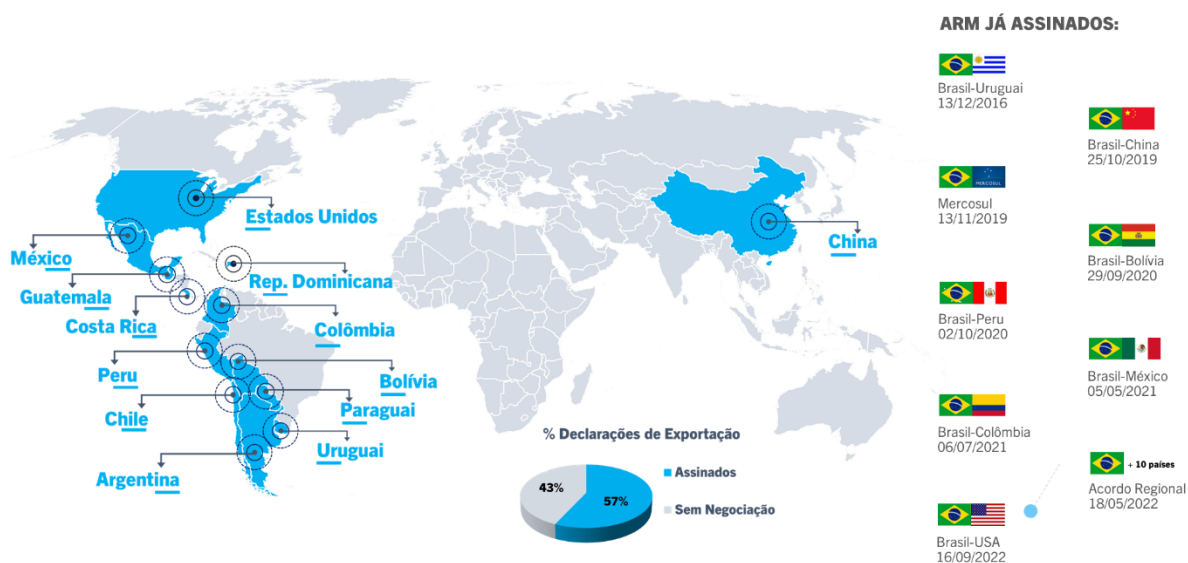 ARM JÁ ASSINADOS:
Brasil-Uruguai
13/12/2016
Brasil-China
25/10/2019
MERCOSUL
Mercosul
13/11/2019
Brasil-Bolívia
29/09/2020
Brasil-Peru
02/10/2020
Brasil-México
05/05/2021
Brasil-Colômbia
06/07/2021
+ 10 países
Acordo Regional
18/05/2022
Brasil-USA
16/09/2022
Estados Unidos
México
Guatemala
Costa Rica
Rep. Dominicana
Colômbia
Peru
Bolívia
Chile
Paraguai
Uruguai
Argentina
China
% Declarações de Exportação
43%
57%
Assinados
Sem Negociação